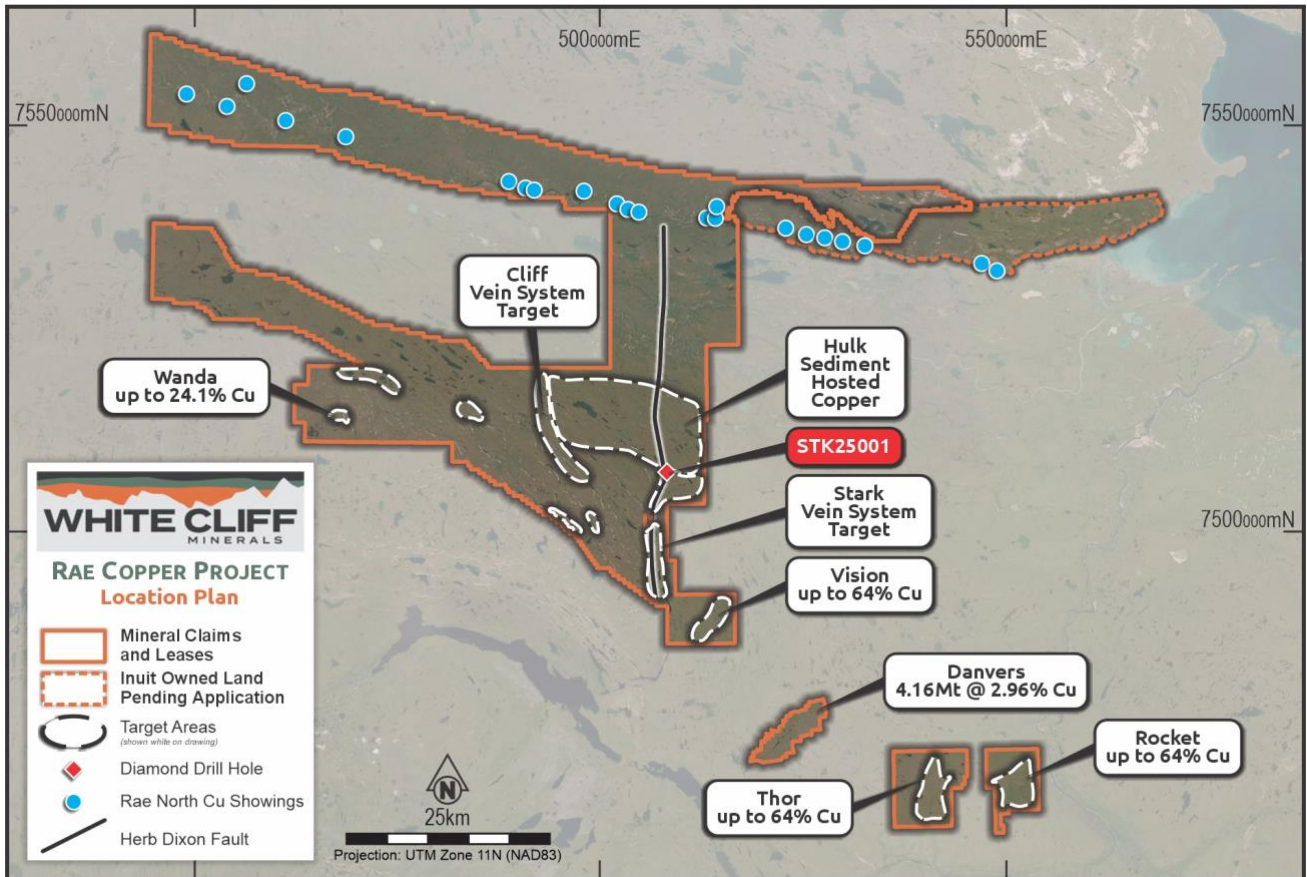 500000mE
550000mE
7550000mN
7550000mN
Cliff
Vein System
Target
Wanda
up to 24.1% Cu
Hulk
Sediment
Hosted
Copper
STK25001
Stark
Vein System
Target
7500000mN
Vision
up to 64% Cu
Danvers
4.16Mt @ 2.96% Cu
Rocket
up to 64% Cu
Thor
up to 64% Cu
WHITE CLIFF
MINERALS
RAE COPPER PROJECT
Location Plan
Mineral Claims
and Leases
Inuit Owned Land
Pending Application
Target Areas
(shown white on drawing)
Diamond Drill Hole
Rae North Cu Showings
Herb Dixon Fault
N
25km
Projection: UTM Zone 11N (NAD83)